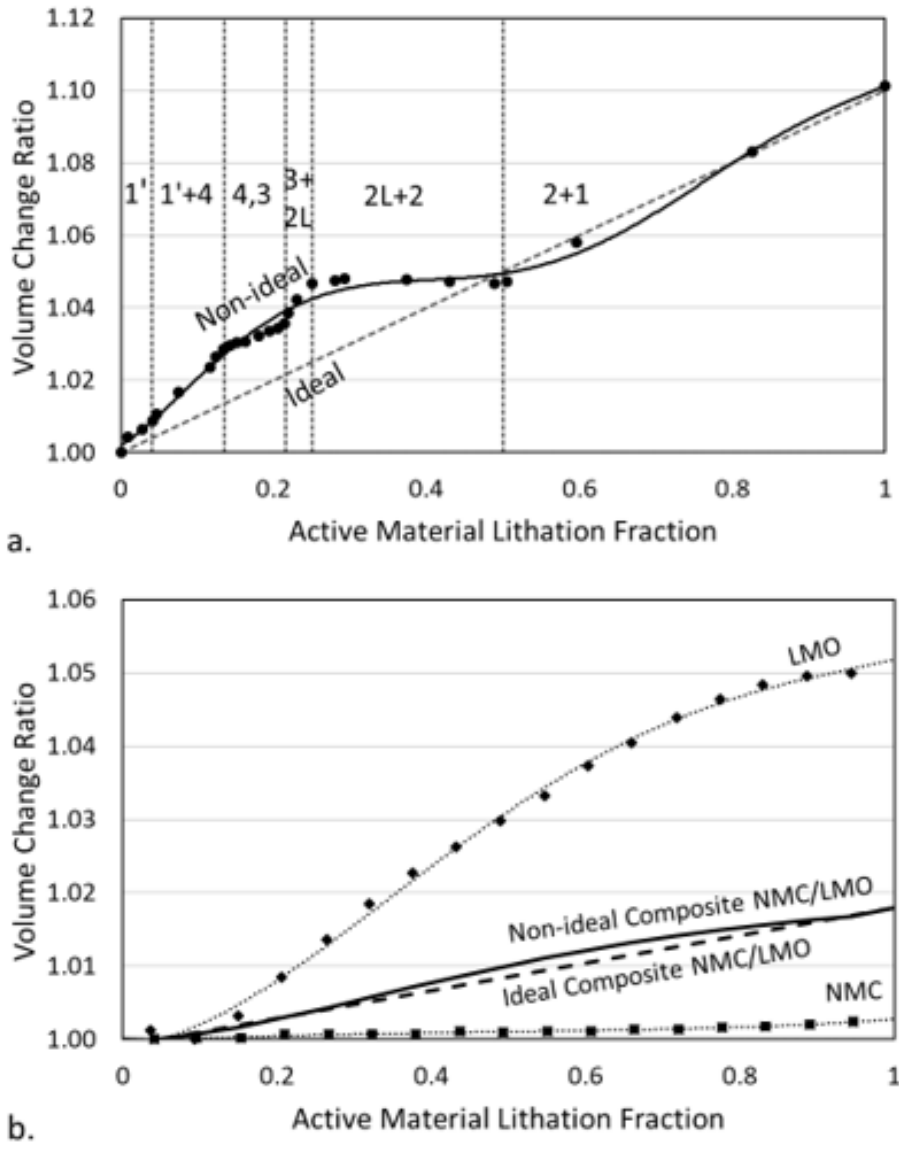 1.12
1.10
1.08
1.06
1.04
1.02
1.00
Volume Change Ratio
1'
1'+4
4,3
3+
2L
2L+2
2+1
Non-ideal
Ideal
0
0.2
0.4
0.6
0.8
1
Active Material Lithation Fraction
a.
1.06
1.05
1.04
1.03
1.02
1.01
1.00
Volume Change Ratio
LMO
Non-ideal Composite NMC/LMO
Ideal Composite NMC/LMO
NMC
0
0.2
0.4
0.6
0.8
1
Active Material Lithation Fraction
b.